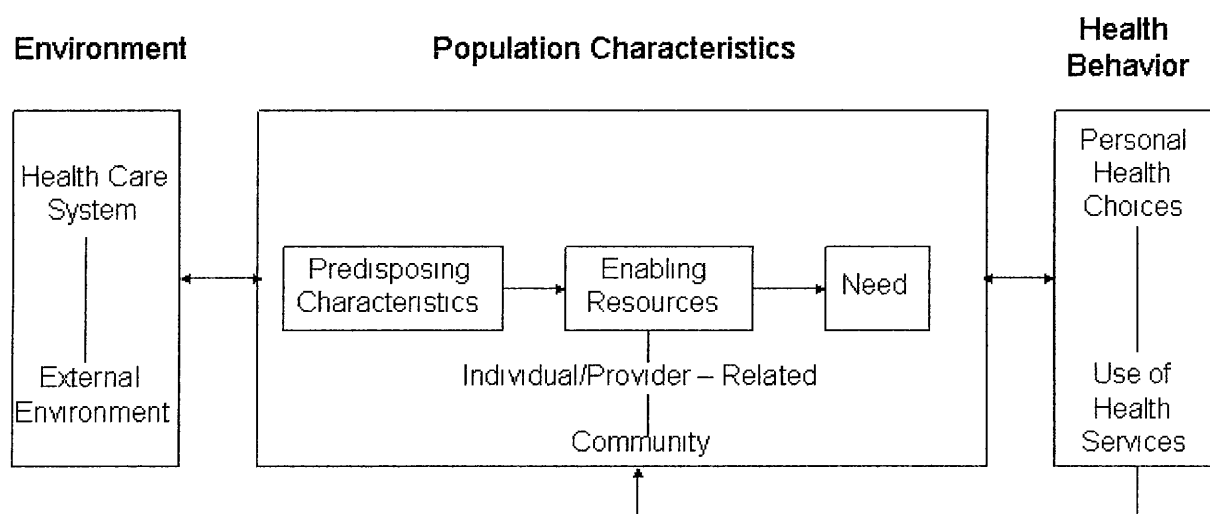 Environment
Population Characteristics
Health
Behavior
Health Care
System
External
Environment
Predisposing
Characteristics
Enabling
Resources
Need
Individual/Provider – Related
Community
Personal
Health
Choices
Use of
Health
Services